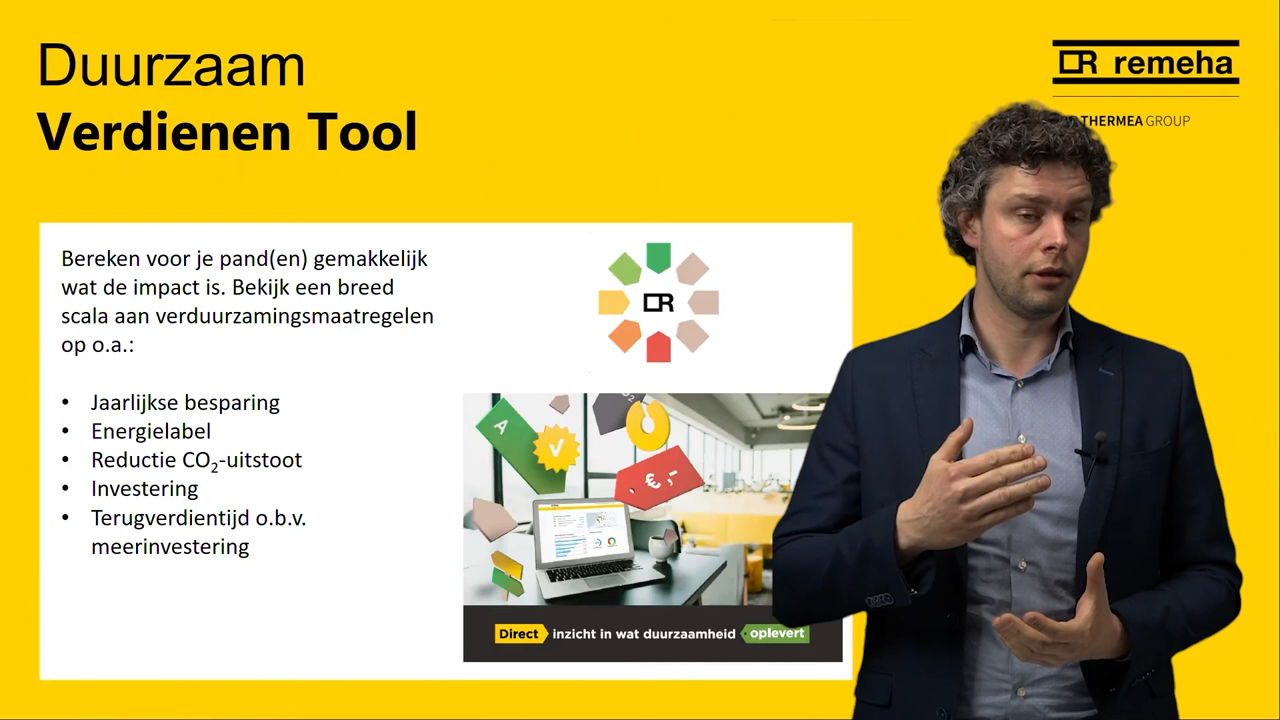 Duurzaam
Verdienen Tool
remeha
THERMEA GROUP
Bereken voor je pand(en) gemakkelijk
wat de impact is. Bekijk een breed
scala aan verduurzamingsmaatregelen
op o.a.:
• Jaarlijkse besparing
• Energielabel
• Reductie CO₂-uitstoot
• Investering
• Terugverdientijd o.b.v.
meerinvestering
A
€ ,-
Direct inzicht in wat duurzaamheid oplevert